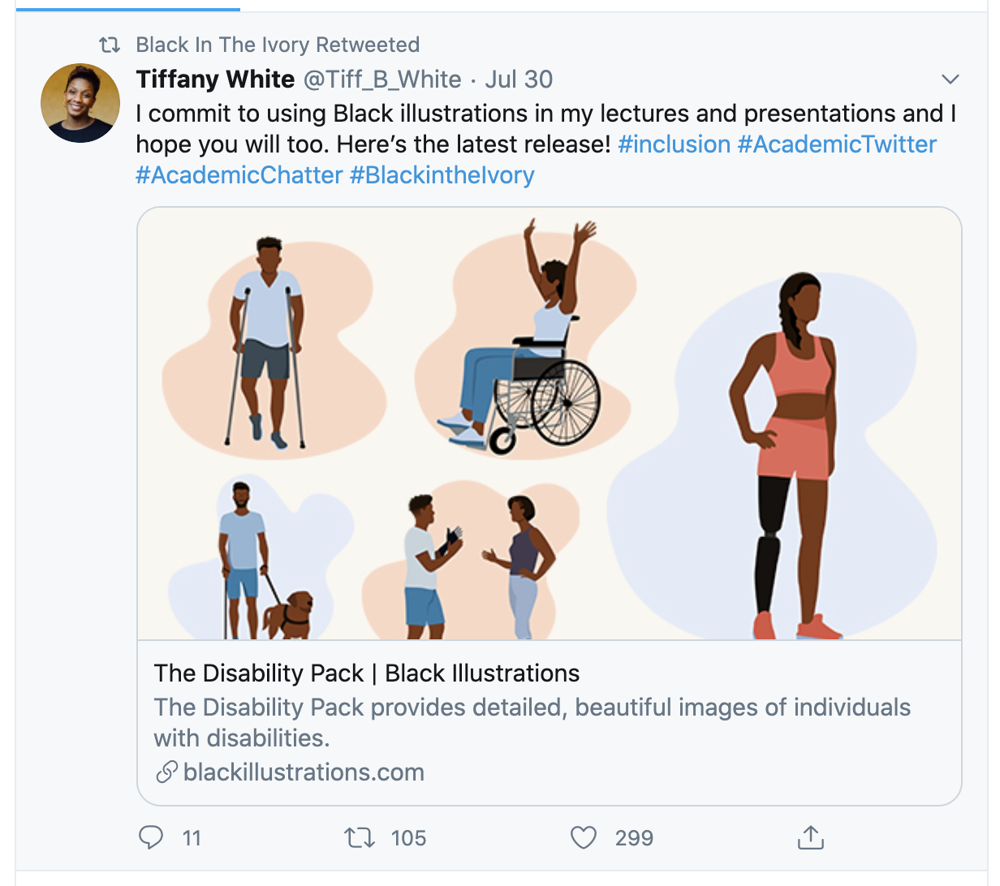 Black In The Ivory Retweeted
Tiffany White @Tiff_B_White · Jul 30
I commit to using Black illustrations in my lectures and presentations and I
hope you will too. Here’s the latest release! #inclusion #AcademicTwitter
#AcademicChatter #BlackintheIvory
The Disability Pack | Black Illustrations
The Disability Pack provides detailed, beautiful images of individuals
with disabilities.
blackillustrations.com
11 105 299